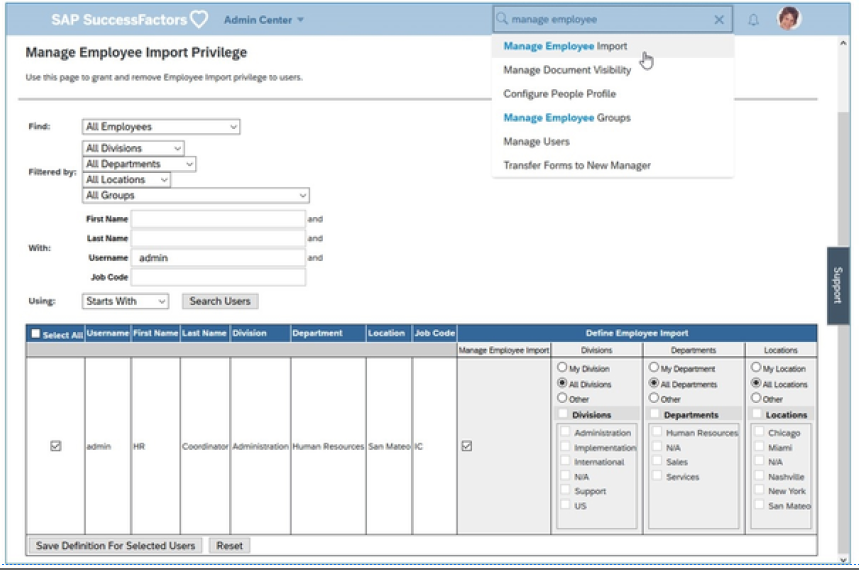 SAP SuccessFactors Admin Center
manage employee
Manage Employee Import
Manage Document Visibility
Configure People Profile
Manage Employee Groups
Manage Users
Transfer Forms to New Manager
Manage Employee Import Privilege
Use this page to grant and remove Employee Import privilege to users.
Find: All Employees
Filtered by: All Divisions
All Departments
All Locations
All Groups
With:
First Name and
Last Name and
Username admin and
Job Code
Using: Starts With Search Users
Support
Select All Username First Name Last Name Division Department Location Job Code Define Employee Import
Manage Employee Import Divisions Departments Locations
My Division My Department My Location
All Divisions All Departments All Locations
Other Other Other
Divisions Departments Locations
Administration Human Resources Chicago
admin HR Coordinator Administration Human Resources San Mateo IC Implementation N/A Miami
International Sales N/A
N/A Services Nashville
Support New York
US San Mateo
Save Definition For Selected Users Reset